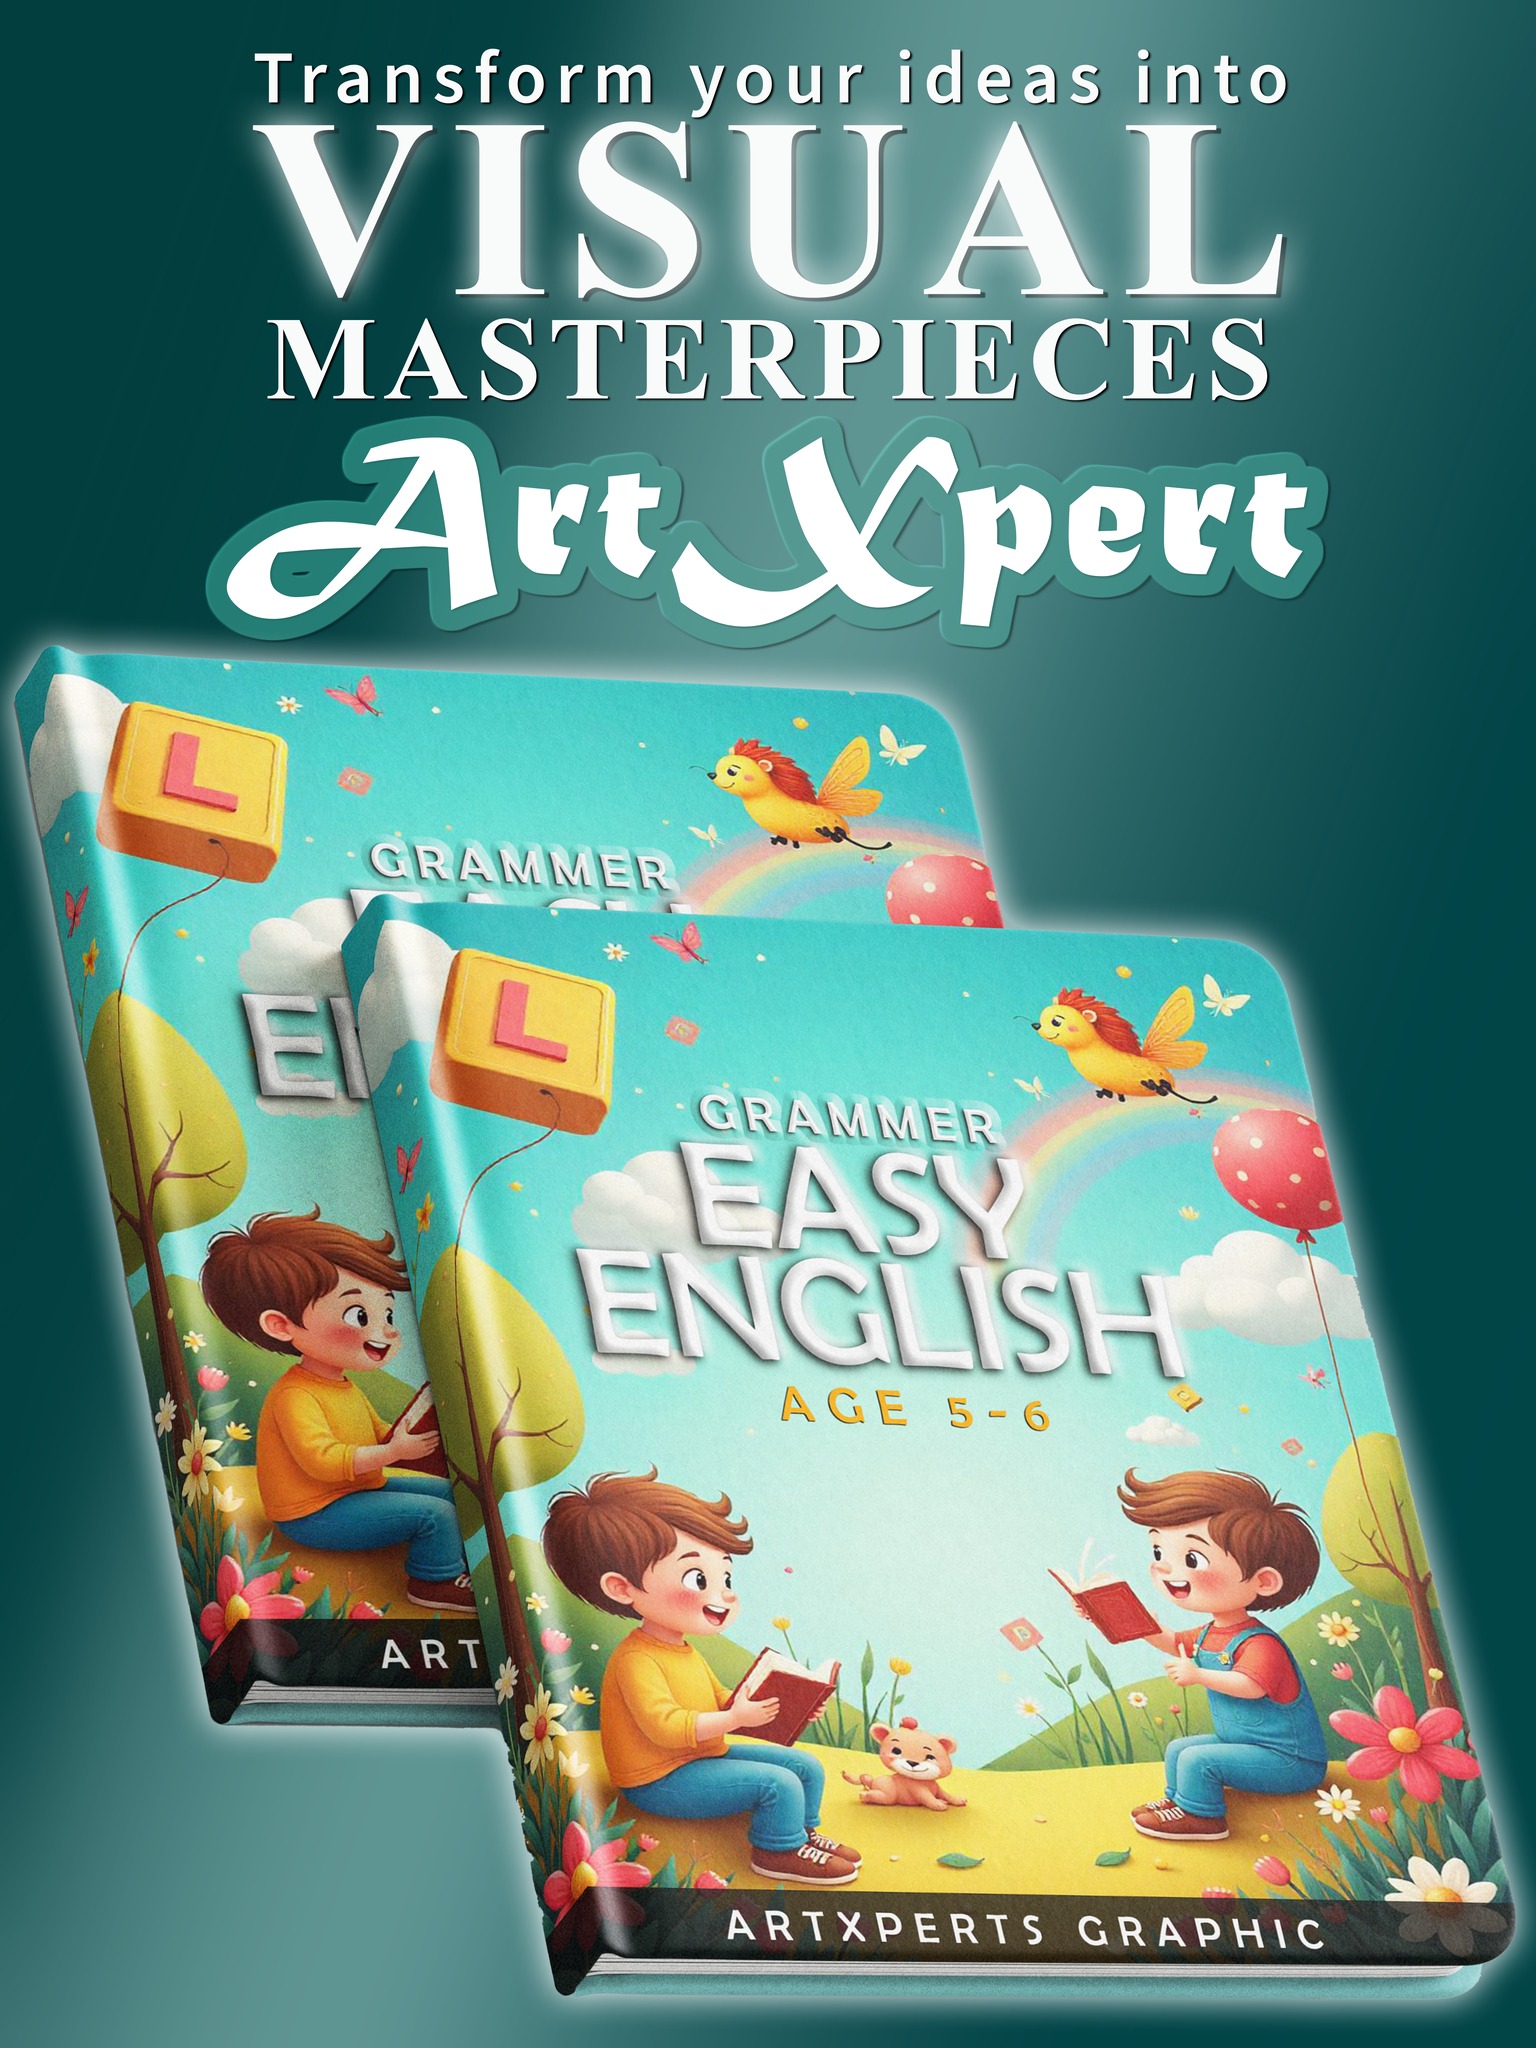 Transform your ideas into
VISUAL
MASTERPIECES
Art Xpert
L
GRAMMER
L
GRAMMER
EASY
ENGLISH
AGE 5-6
ART
ARTXPERTS GRAPHIC